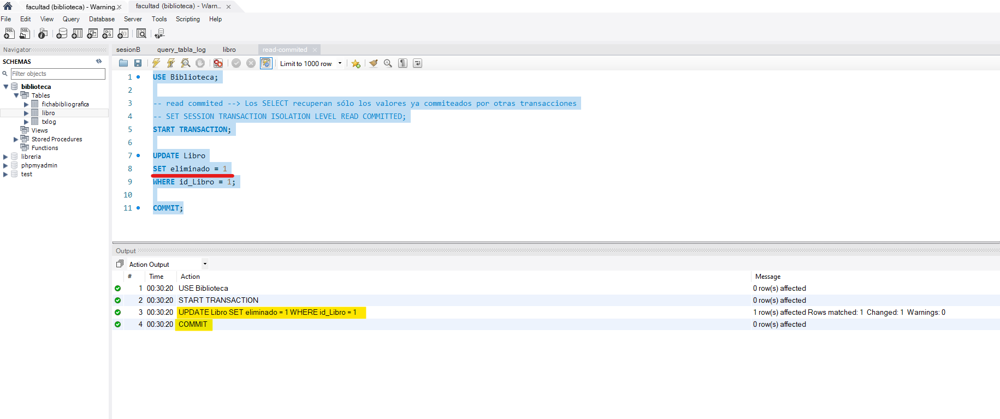 facultad (biblioteca) - Warning...
facultad (biblioteca) - Warn...
File Edit View Query Database Server Tools Scripting Help
Navigator
SCHEMAS
Filter objects
biblioteca
Tables
fichabibliografica
libro
txlog
Views
Stored Procedures
Functions
libreria
phpmyadmin
test
sesionB query_tabla_log libro read-commited
Limit to 1000 row
1 USE Biblioteca;
2
3 -- read commited --> Los SELECT recuperan sólo los valores ya commiteados por otras transacciones
4 -- SET SESSION TRANSACTION ISOLATION LEVEL READ COMMITTED;
5 START TRANSACTION;
6
7 UPDATE Libro
8 SET eliminado = 1
9 WHERE id_Libro = 1;
10
11 COMMIT;
Output
Action Output
# Time Action Message
1 00:30:20 USE Biblioteca 0 row(s) affected
2 00:30:20 START TRANSACTION 0 row(s) affected
3 00:30:20 UPDATE Libro SET eliminado = 1 WHERE id_Libro = 1 1 row(s) affected Rows matched: 1 Changed: 1 Warnings: 0
4 00:30:20 COMMIT 0 row(s) affected